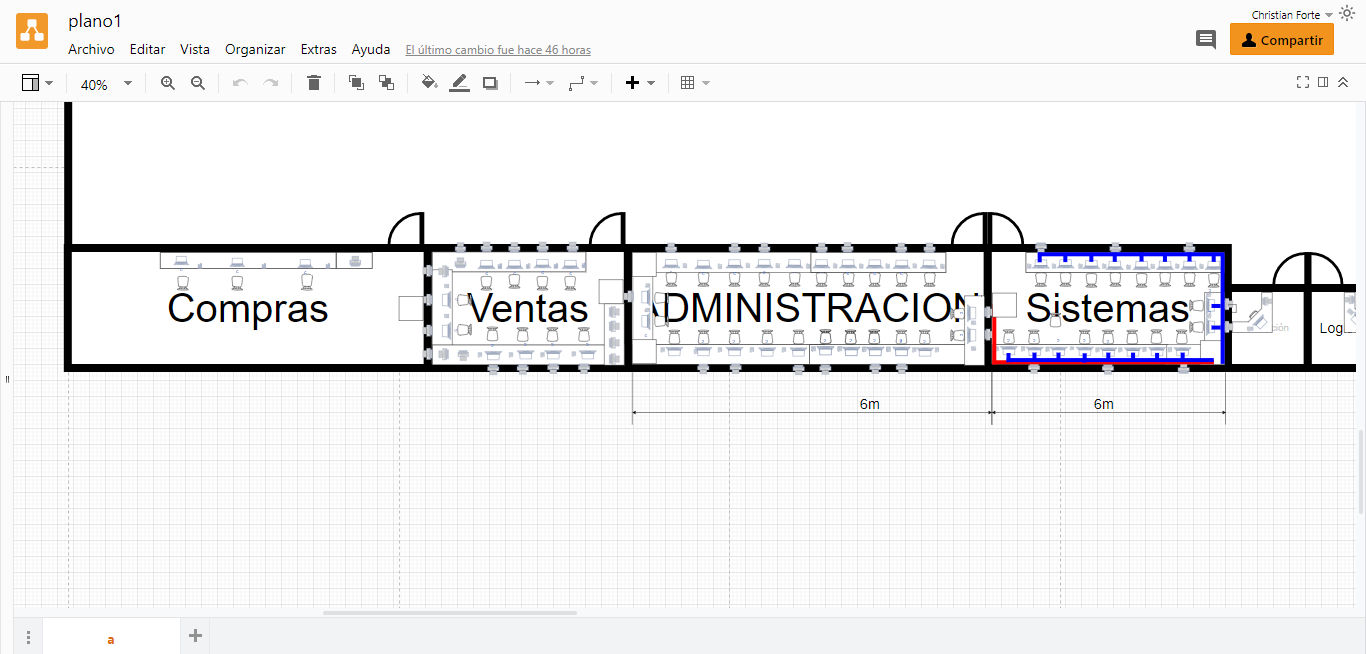 plano1
Christian Forte
Archivo Editar Vista Organizar Extras Ayuda El último cambio fue hace 46 horas
Compartir
40%
Compras
Ventas
ADMINISTRACION
Sistemas
Log...
6m
6m
a